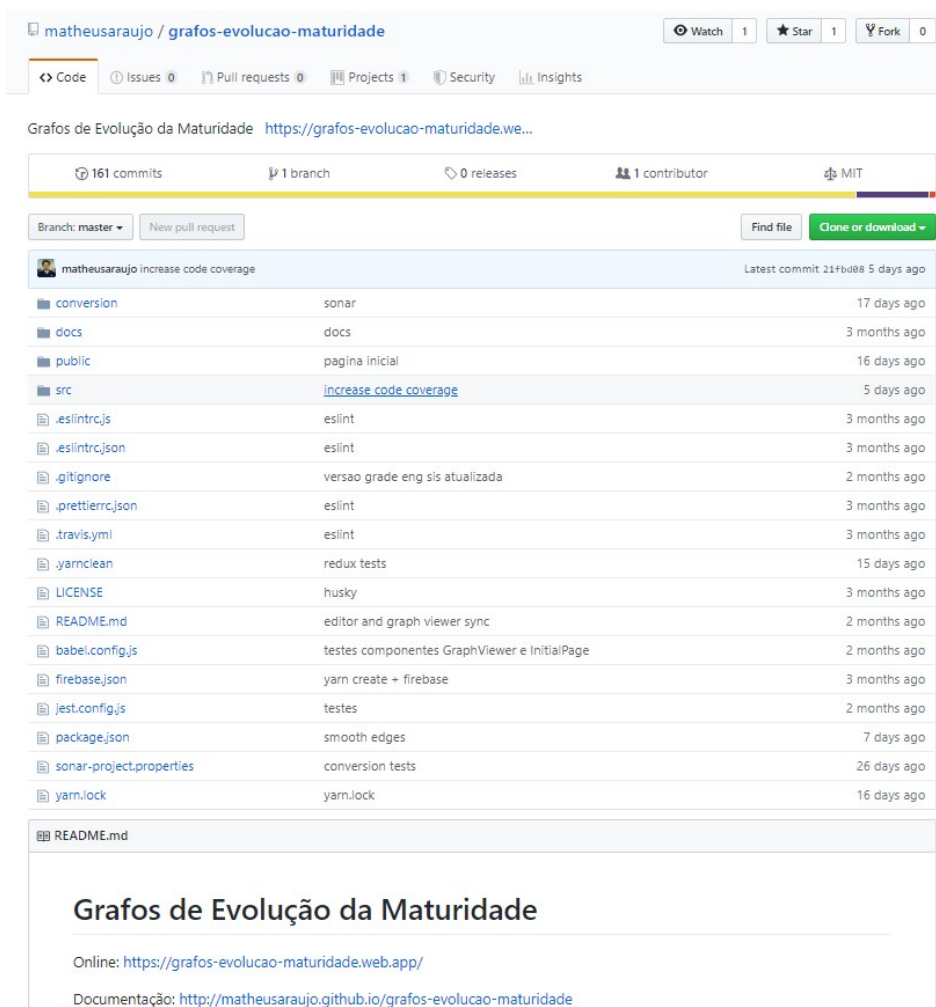 matheusaraujo / grafos-evolucao-maturidade
Watch 1 Star 1 Fork 0
Code Issues 0 Pull requests 0 Projects 1 Security Insights
Grafos de Evolução da Maturidade https://grafos-evolucao-maturidade.we...
161 commits 1 branch 0 releases 1 contributor MIT
Branch: master New pull request Find file Clone or download
matheusaraujo increase code coverage Latest commit 21fbd08 5 days ago
conversion sonar 17 days ago
docs docs 3 months ago
public pagina inicial 16 days ago
src increase code coverage 5 days ago
.eslintrc.js eslint 3 months ago
.eslintrc.json eslint 3 months ago
.gitignore versao grade eng sis atualizada 2 months ago
.prettierrc.json eslint 3 months ago
.travis.yml eslint 3 months ago
.yarnclean redux tests 15 days ago
LICENSE husky 3 months ago
README.md editor and graph viewer sync 2 months ago
babel.config.js testes componentes GraphViewer e InitialPage 2 months ago
firebase.json yarn create + firebase 3 months ago
jest.config.js testes 2 months ago
package.json smooth edges 7 days ago
sonar-project.properties conversion tests 26 days ago
yarn.lock yarn.lock 16 days ago
README.md
Grafos de Evolução da Maturidade
Online: https://grafos-evolucao-maturidade.web.app/
Documentação: http://matheusaraujo.github.io/grafos-evolucao-maturidade